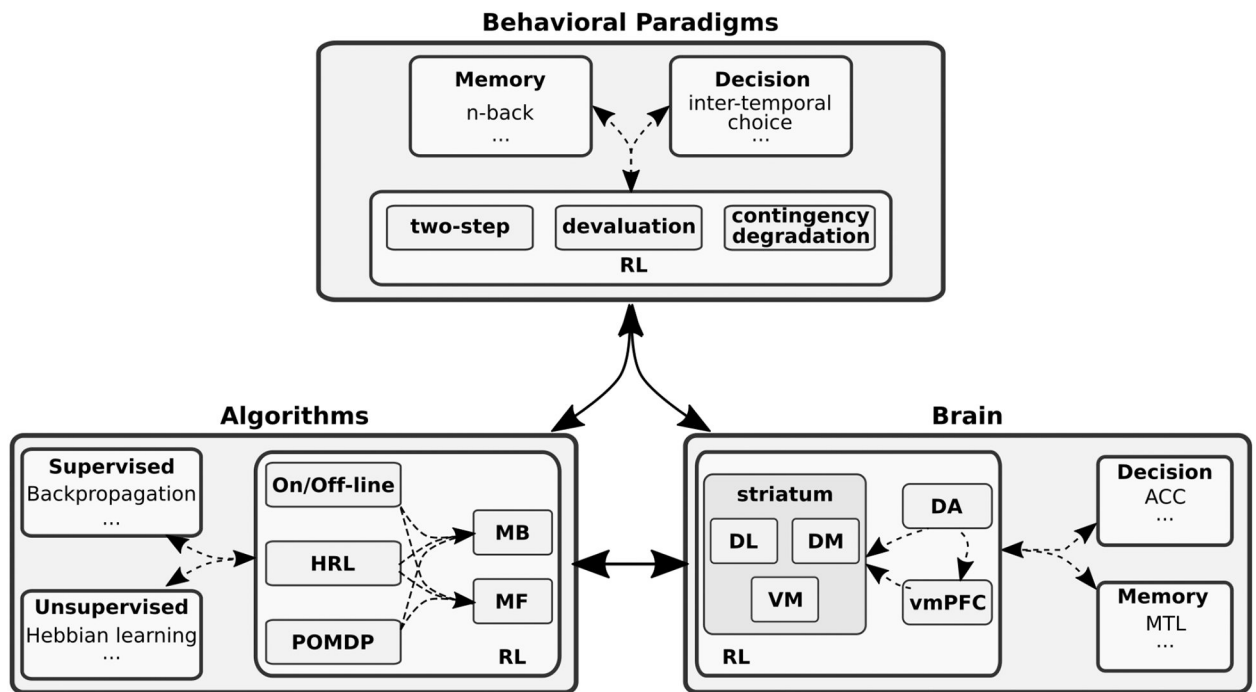 Behavioral Paradigms
Memory
n-back
...
Decision
inter-temporal
choice
...
two-step
devaluation
contingency
degradation
RL
Algorithms
Supervised
Backpropagation
...
Unsupervised
Hebbian learning
...
On/Off-line
HRL
POMDP
MB
MF
RL
Brain
striatum
DL
DM
VM
DA
vmPFC
RL
Decision
ACC
...
Memory
MTL
...